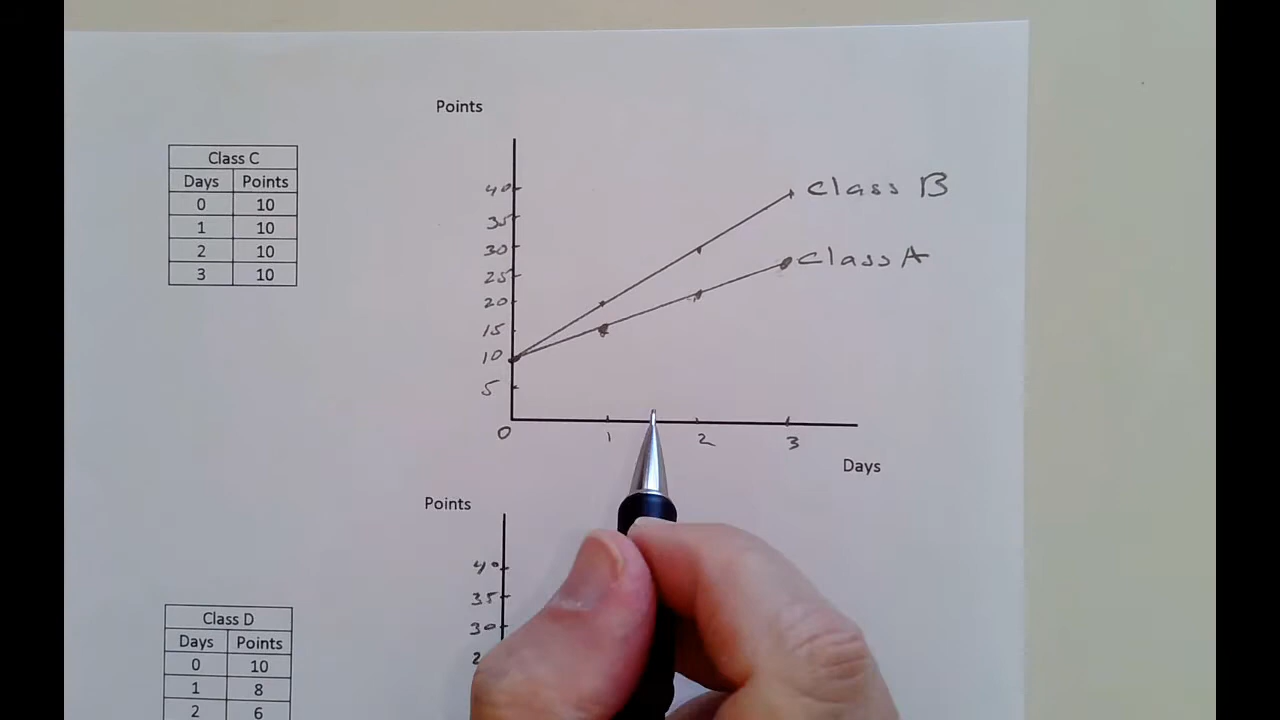 Points
Class C
Days Points
0 10
1 10
2 10
3 10
40
35
30
25
20
15
10
5
0 1 2 3
Class B
Class A
Days
Points
40
35
30
2
Class D
Days Points
0 10
1 8
2 6